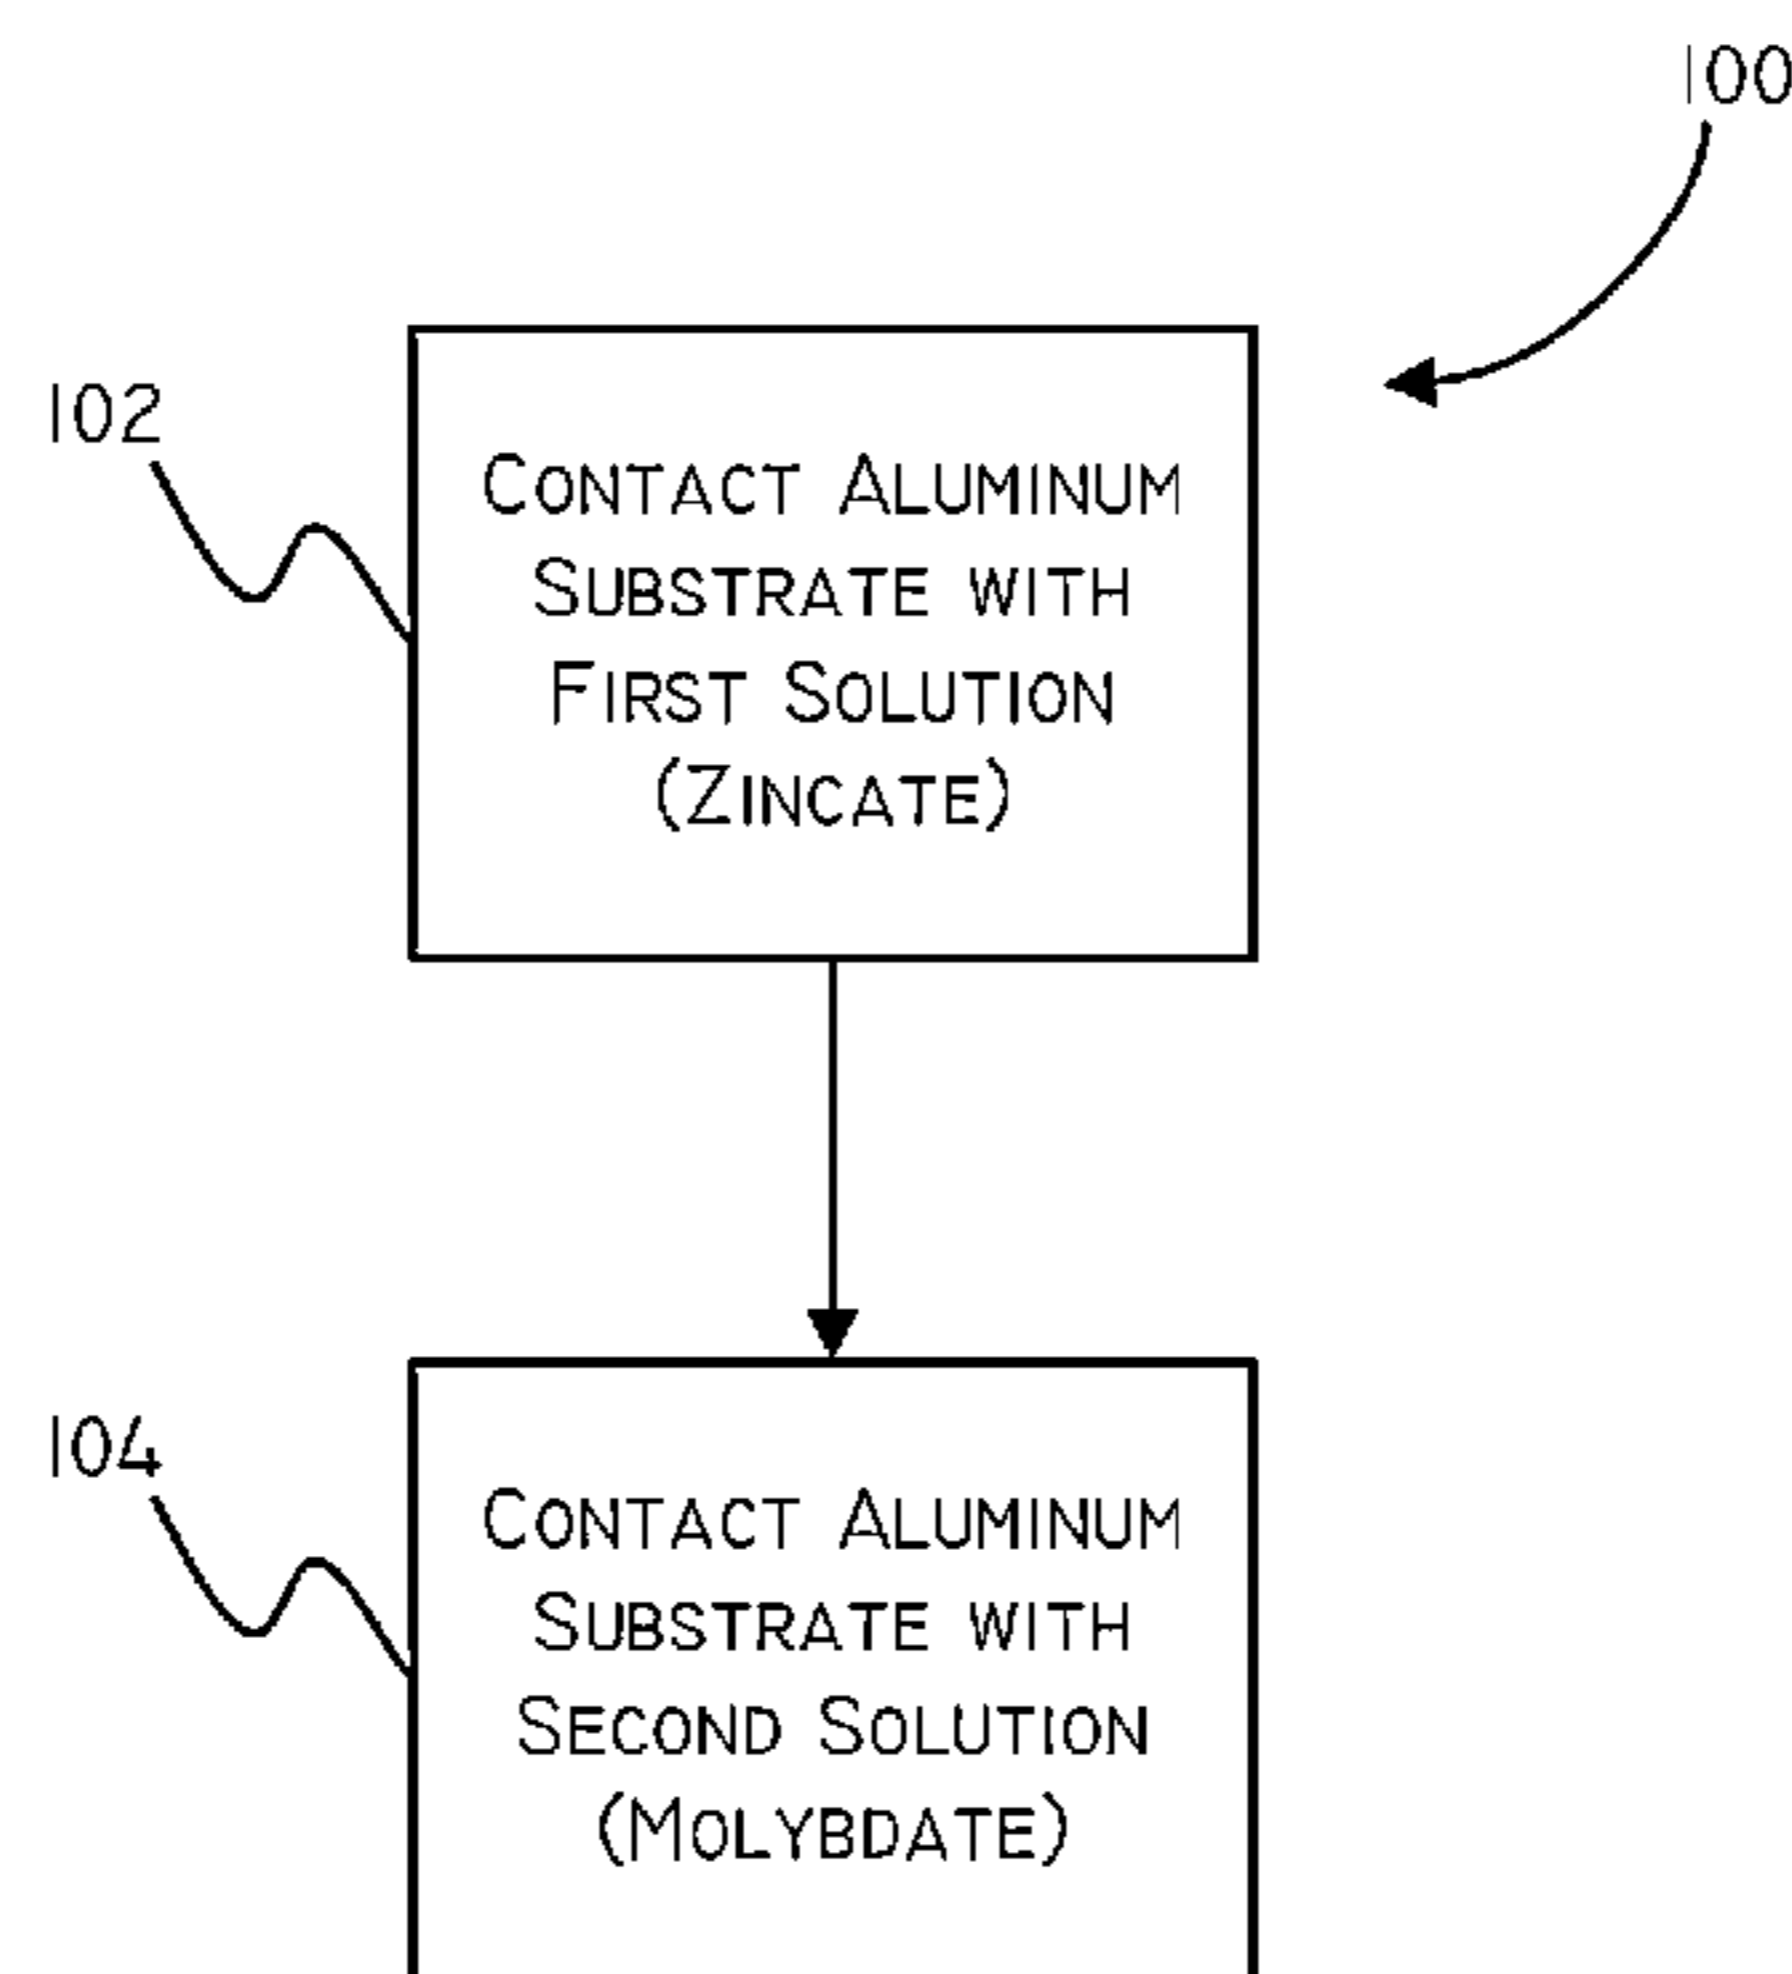 100
102
CONTACT ALUMINUM
SUBSTRATE WITH
FIRST SOLUTION
(ZINCATE)
104
CONTACT ALUMINUM
SUBSTRATE WITH
SECOND SOLUTION
(MOLYBDATE)